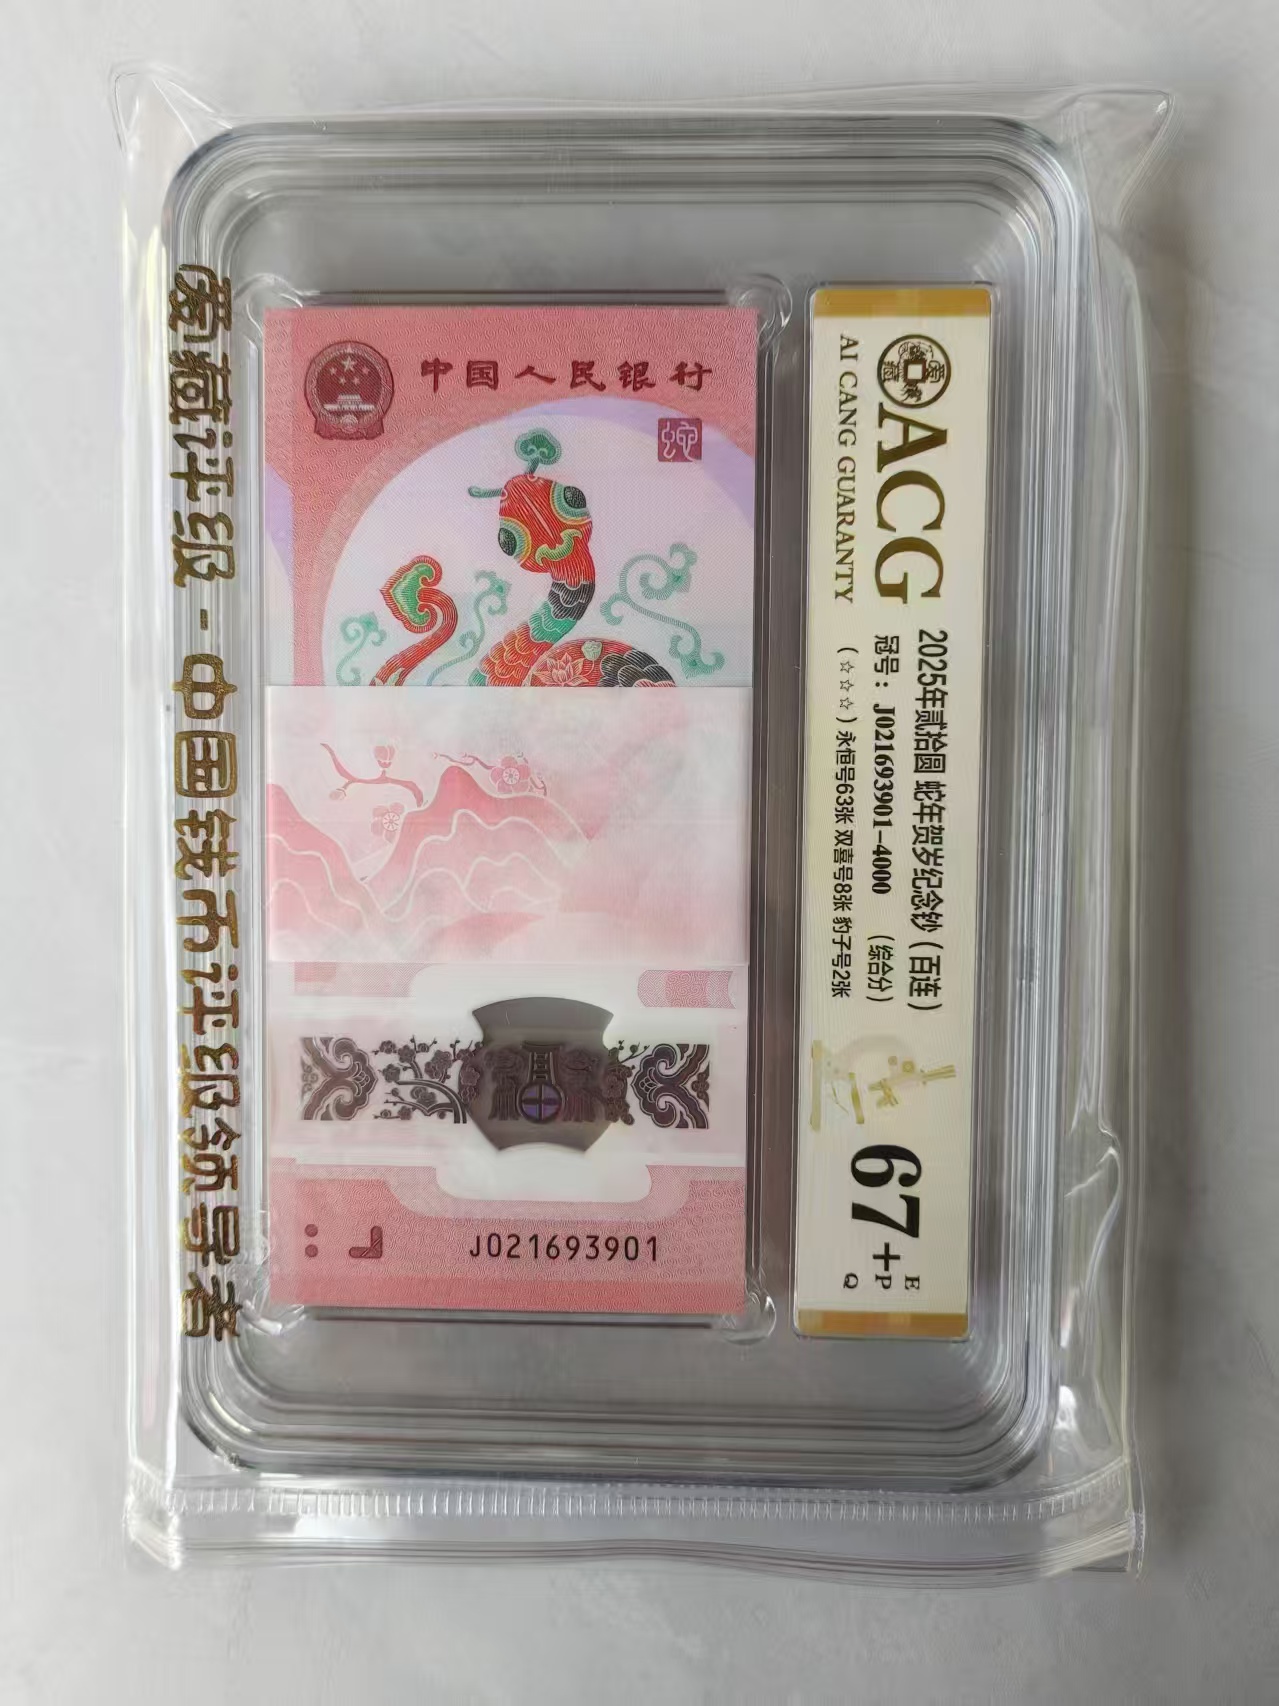 爱藏评级-中国钱币评级领导者
中国人民银行
蛇
J021693901
ACG
AI CANG GUARANTY
2025年贰拾圆 蛇年贺岁纪念钞(百连)
冠号:J021693901-4000 (综合分)
(☆☆☆)永恒号63张 双喜号8张 豹子号2张
67+
E
P
Q